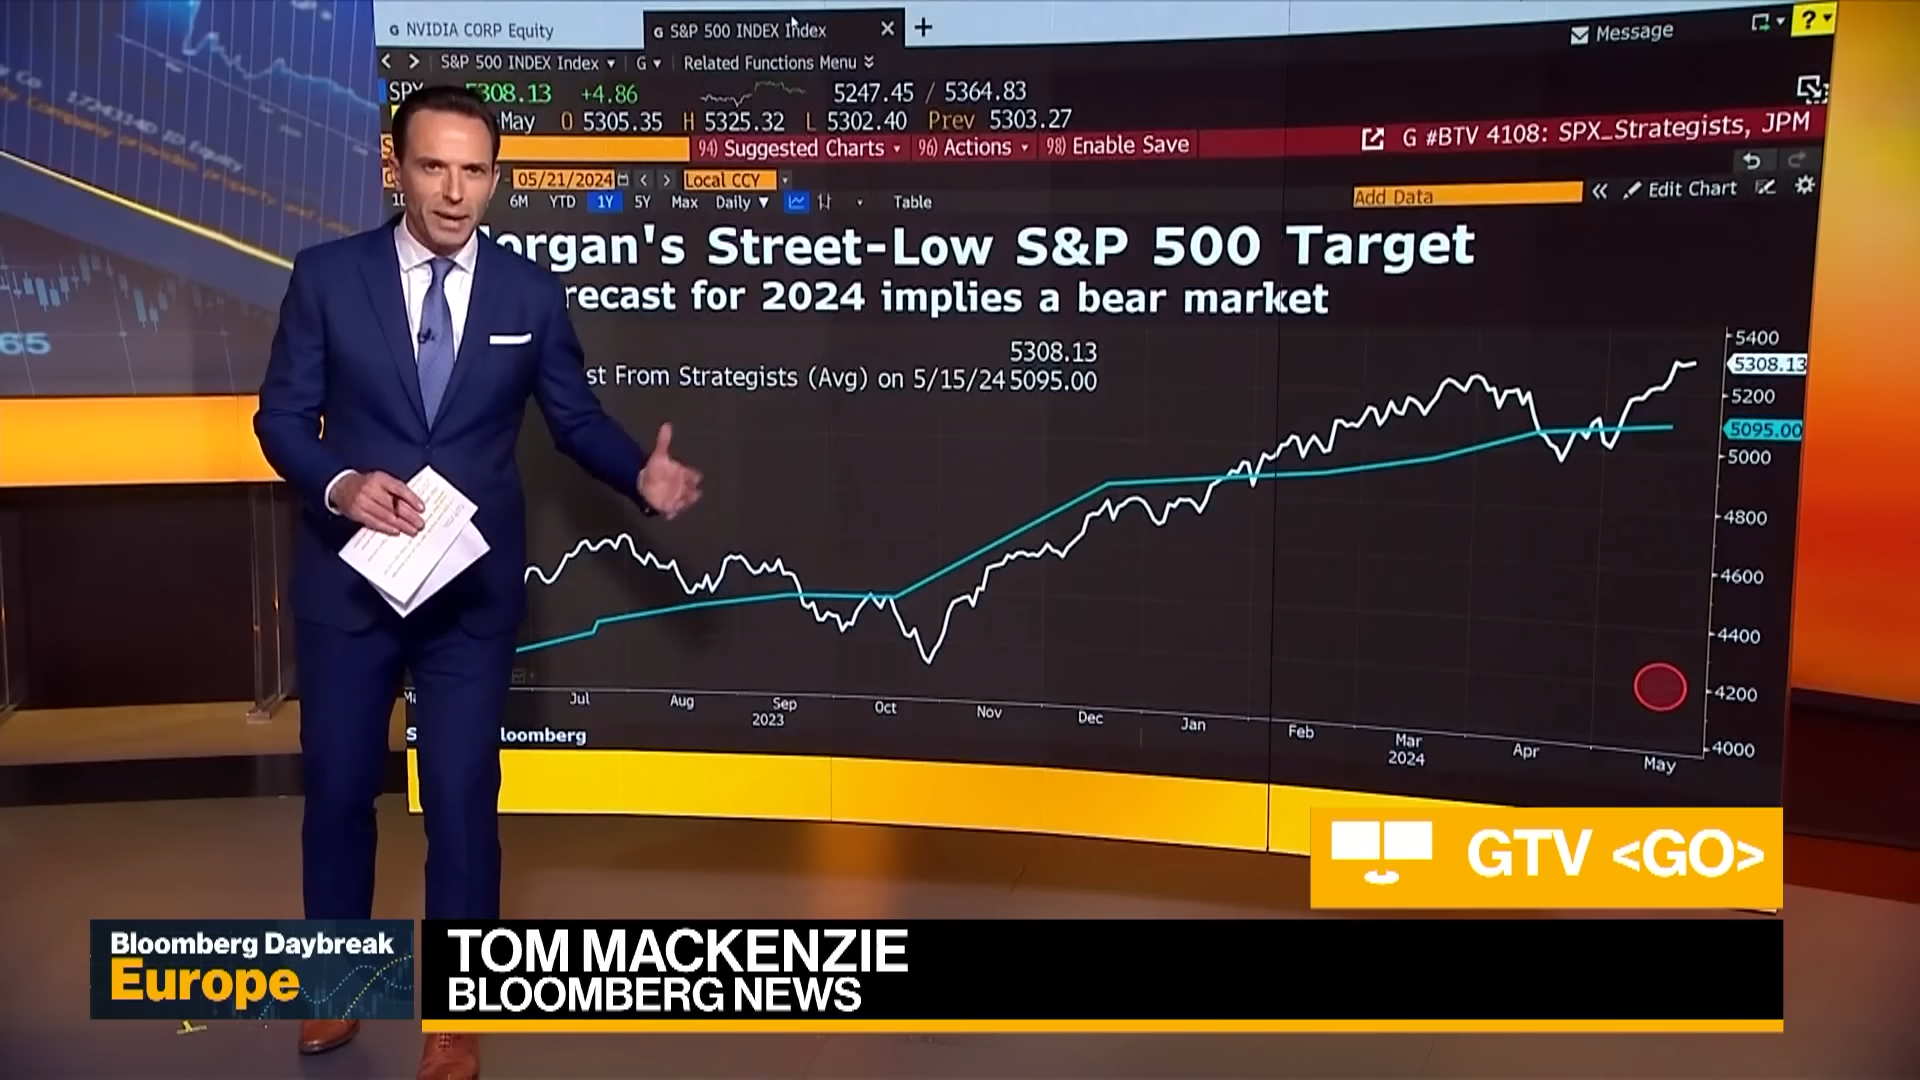 G NVIDIA CORP Equity
G S&P 500 INDEX Index × +
Message
?
< > S&P 500 INDEX Index G Related Functions Menu
SPX 5308.13 +4.86 5247.45 / 5364.83
May O 5305.35 H 5325.32 L 5302.40 Prev 5303.27
94) Suggested Charts 96) Actions 98) Enable Save
G #BTV 4108: SPX_Strategists, JPM
05/21/2024 < > Local CCY
6M YTD 1Y 5Y Max Daily Table
Add Data « Edit Chart
organ's Street-Low S&P 500 Target
recast for 2024 implies a bear market
5308.13
st From Strategists (Avg) on 5/15/24 5095.00
5400
5308.13
5200
5095.00
5000
4800
4600
4400
4200
4000
Jul Aug Sep Oct Nov Dec Jan Feb Mar Apr May
2023 2024
loomberg
65
GTV <GO>
Bloomberg Daybreak
Europe
TOM MACKENZIE
BLOOMBERG NEWS